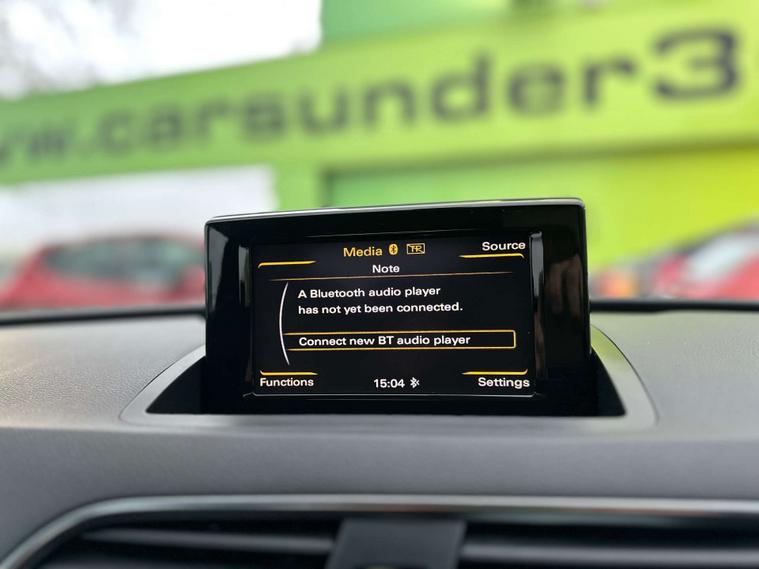 www.carsunder3
Media TP Source
Note
A Bluetooth audio player
has not yet been connected.
Connect new BT audio player
Functions 15:04 Settings